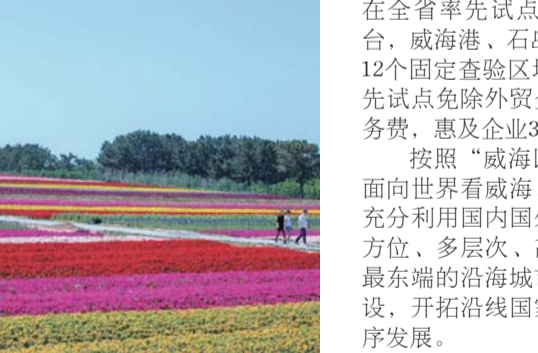 在全省率先试点
台，威海港、石岛
12个固定查验区
先试点免除外贸
务费，惠及企业3
按照“威海
面向世界看威海
充分利用国内国
方位、多层次、
最东端的沿海城
设，开拓沿线国
序发展。